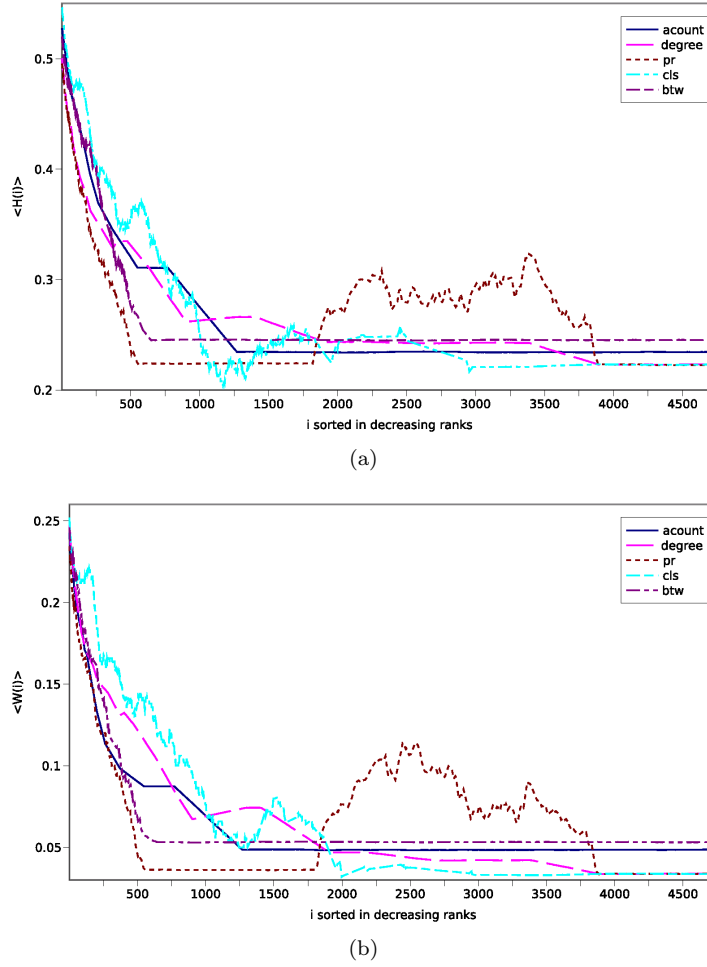 0.5
0.4
0.3
0.2
<H(i)>
acount
degree
pr
cls
btw
500 1000 1500 2000 2500 3000 3500 4000 4500
i sorted in decreasing ranks
(a)
0.25
0.2
0.15
0.1
0.05
<W(i)>
acount
degree
pr
cls
btw
500 1000 1500 2000 2500 3000 3500 4000 4500
i sorted in decreasing ranks
(b)